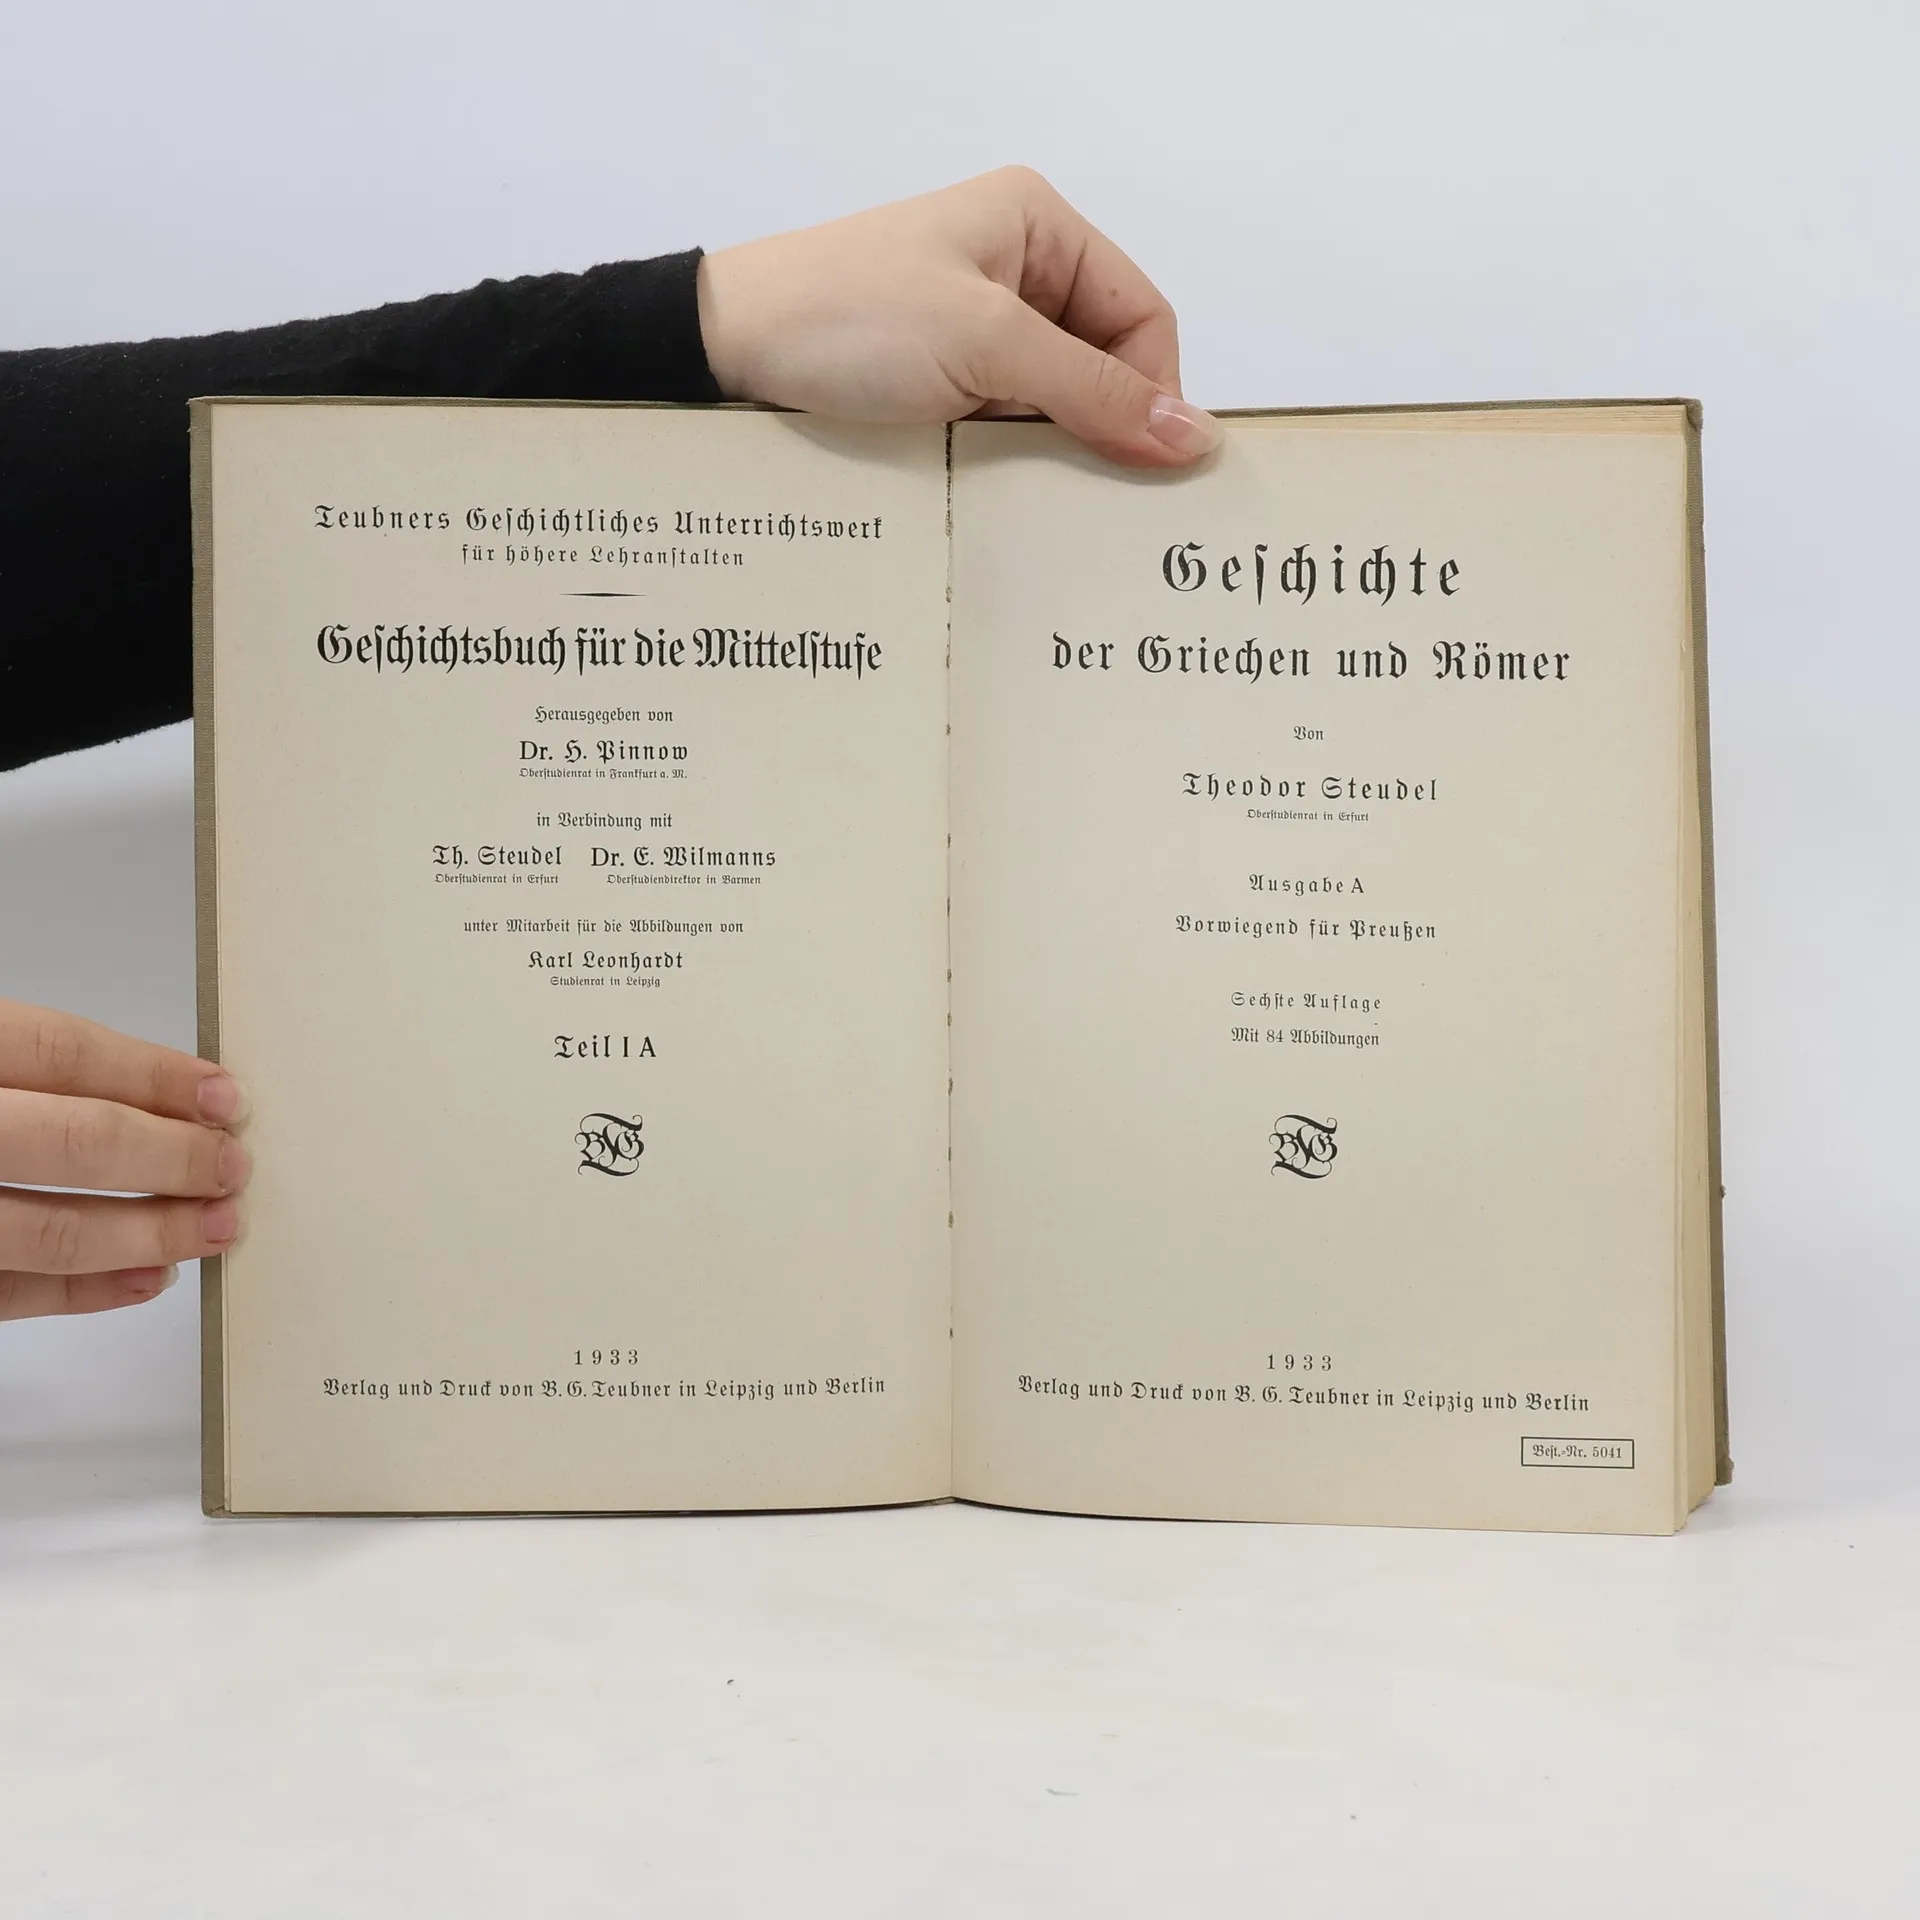 Teubners Geſchichtliches Unterrichtswerk
für höhere Lehranſtalten
Geſchichtsbuch für die Mittelſtufe
Herausgegeben von
Dr. H. Pinnow
Oberſtudienrat in Frankfurt a. M.
in Verbindung mit
Th. Steudel Dr. E. Wilmanns
Oberſtudienrat in Erfurt Oberſtudiendirektor in Barmen
unter Mitarbeit für die Abbildungen von
Karl Leonhardt
Studienrat in Leipzig
Teil I A
BTG
1933
Verlag und Druck von B. G. Teubner in Leipzig und Berlin
Geſchichte
der Griechen und Römer
Von
Theodor Steudel
Oberſtudienrat in Erfurt
Ausgabe A
Vorwiegend für Preußen
Sechſte Auflage
Mit 84 Abbildungen
BTG
1933
Verlag und Druck von B. G. Teubner in Leipzig und Berlin
Beſt.-Nr. 5041